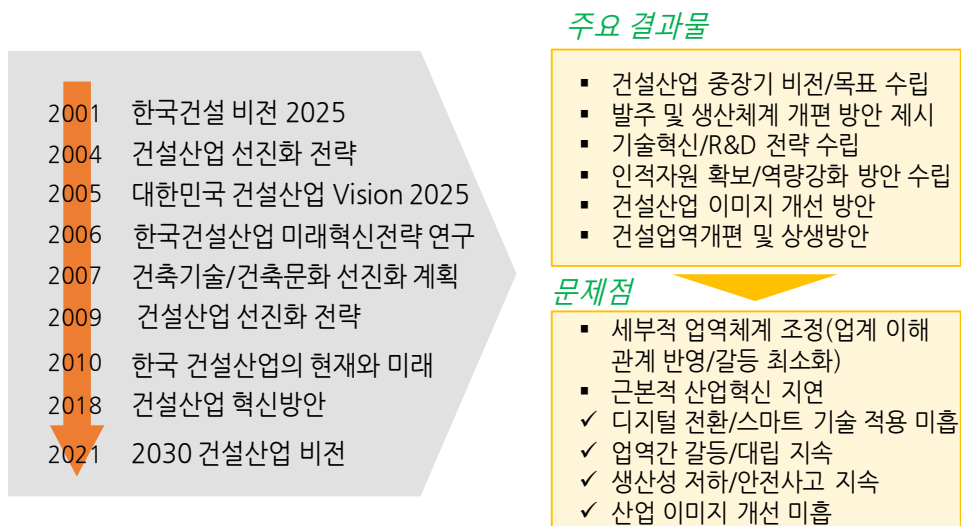 2001 한국건설 비전 2025
2004 건설산업 선진화 전략
2005 대한민국 건설산업 Vision 2025
2006 한국건설산업 미래혁신전략 연구
2007 건축기술/건축문화 선진화 계획
2009 건설산업 선진화 전략
2010 한국 건설산업의 현재와 미래
2018 건설산업 혁신방안
2021 2030 건설산업 비전
주요 결과물
▪ 건설산업 중장기 비전/목표 수립
▪ 발주 및 생산체계 개편 방안 제시
▪ 기술혁신/R&D 전략 수립
▪ 인적자원 확보/역량강화 방안 수립
▪ 건설산업 이미지 개선 방안
▪ 건설업역개편 및 상생방안
문제점
▪ 세부적 업역체계 조정(업계 이해
관계 반영/갈등 최소화)
▪ 근본적 산업혁신 지연
✓ 디지털 전환/스마트 기술 적용 미흡
✓ 업역간 갈등/대립 지속
✓ 생산성 저하/안전사고 지속
✓ 산업 이미지 개선 미흡